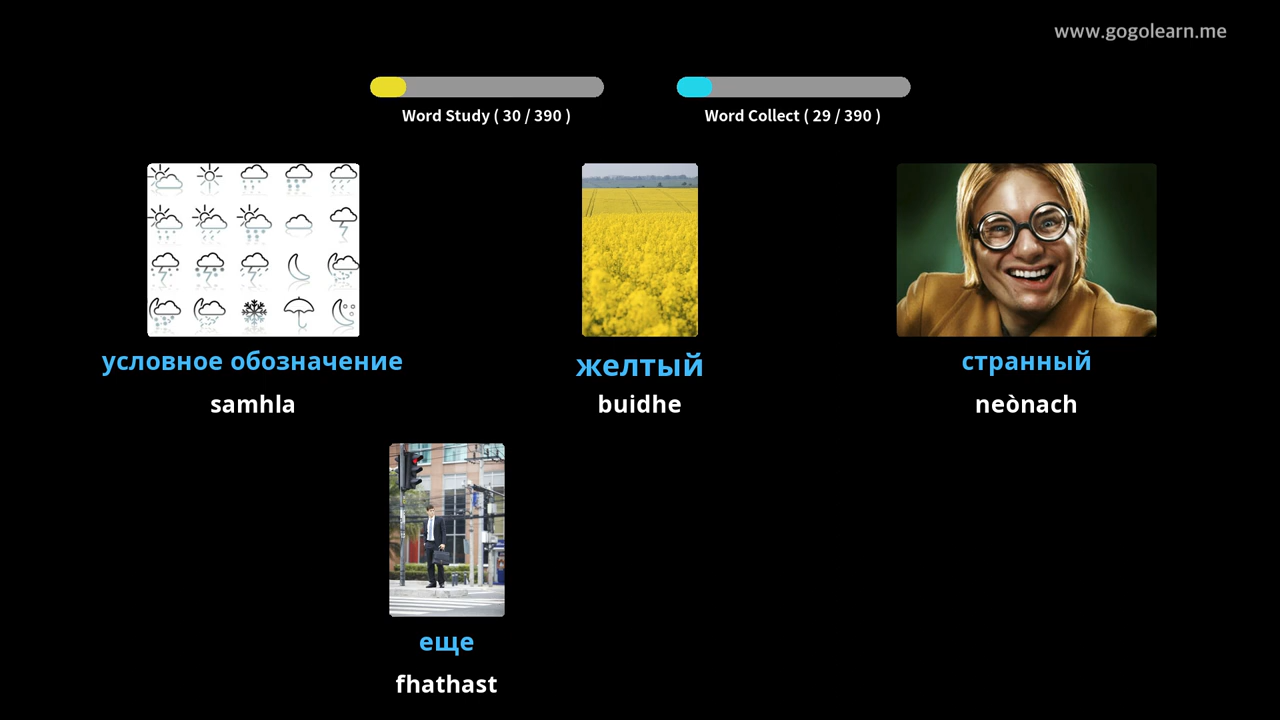 www.gogolearn.me
Word Study ( 30 / 390 )
Word Collect ( 29 / 390 )
условное обозначение
желтый
странный
samhla
buidhe
neònach
еще
fhathast